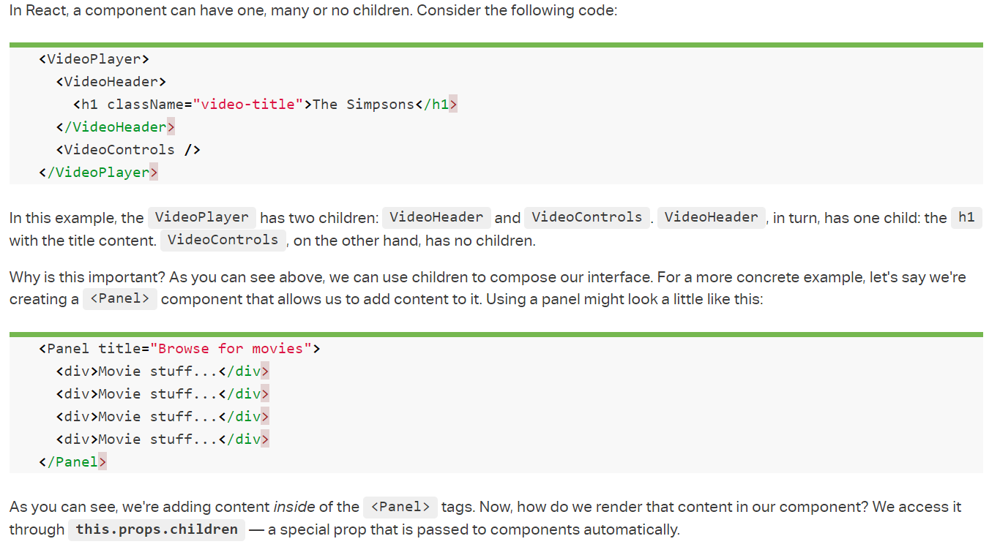 In React, a component can have one, many or no children. Consider the following code:
<VideoPlayer>
<VideoHeader>
<h1 className="video-title">The Simpsons</h1>
</VideoHeader>
<VideoControls />
</VideoPlayer>
In this example, the VideoPlayer has two children: VideoHeader and VideoControls . VideoHeader , in turn, has one child: the h1
with the title content. VideoControls , on the other hand, has no children.
Why is this important? As you can see above, we can use children to compose our interface. For a more concrete example, let's say we're
creating a <Panel> component that allows us to add content to it. Using a panel might look a little like this:
<Panel title="Browse for movies">
<div>Movie stuff...</div>
<div>Movie stuff...</div>
<div>Movie stuff...</div>
<div>Movie stuff...</div>
</Panel>
As you can see, we're adding content inside of the <Panel> tags. Now, how do we render that content in our component? We access it
through this.props.children — a special prop that is passed to components automatically.